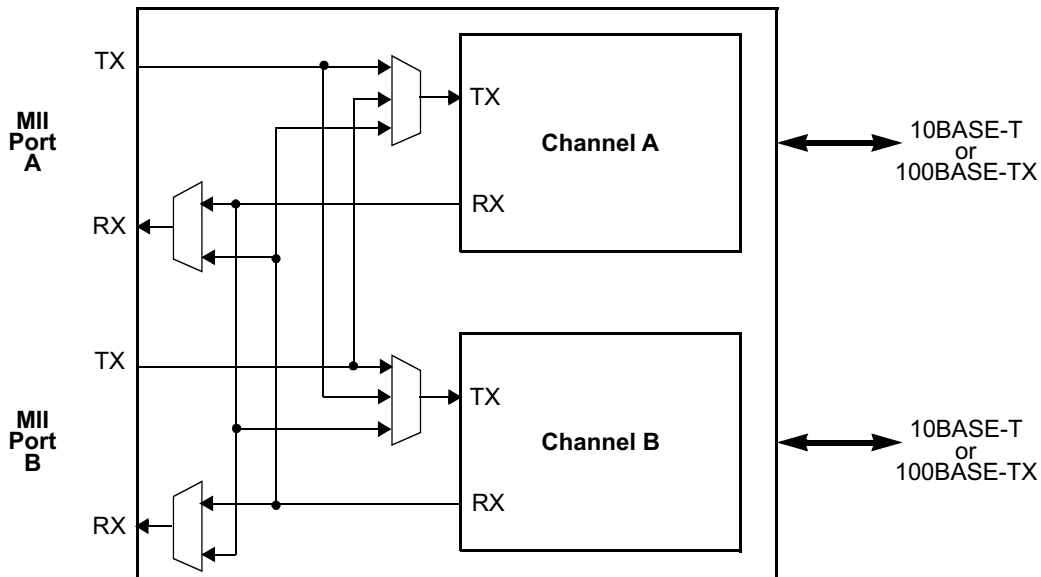 TX
MII
Port
A
RX
TX
Channel A
RX
10BASE-T
or
100BASE-TX
TX
MII
Port
B
RX
TX
Channel B
RX
10BASE-T
or
100BASE-TX